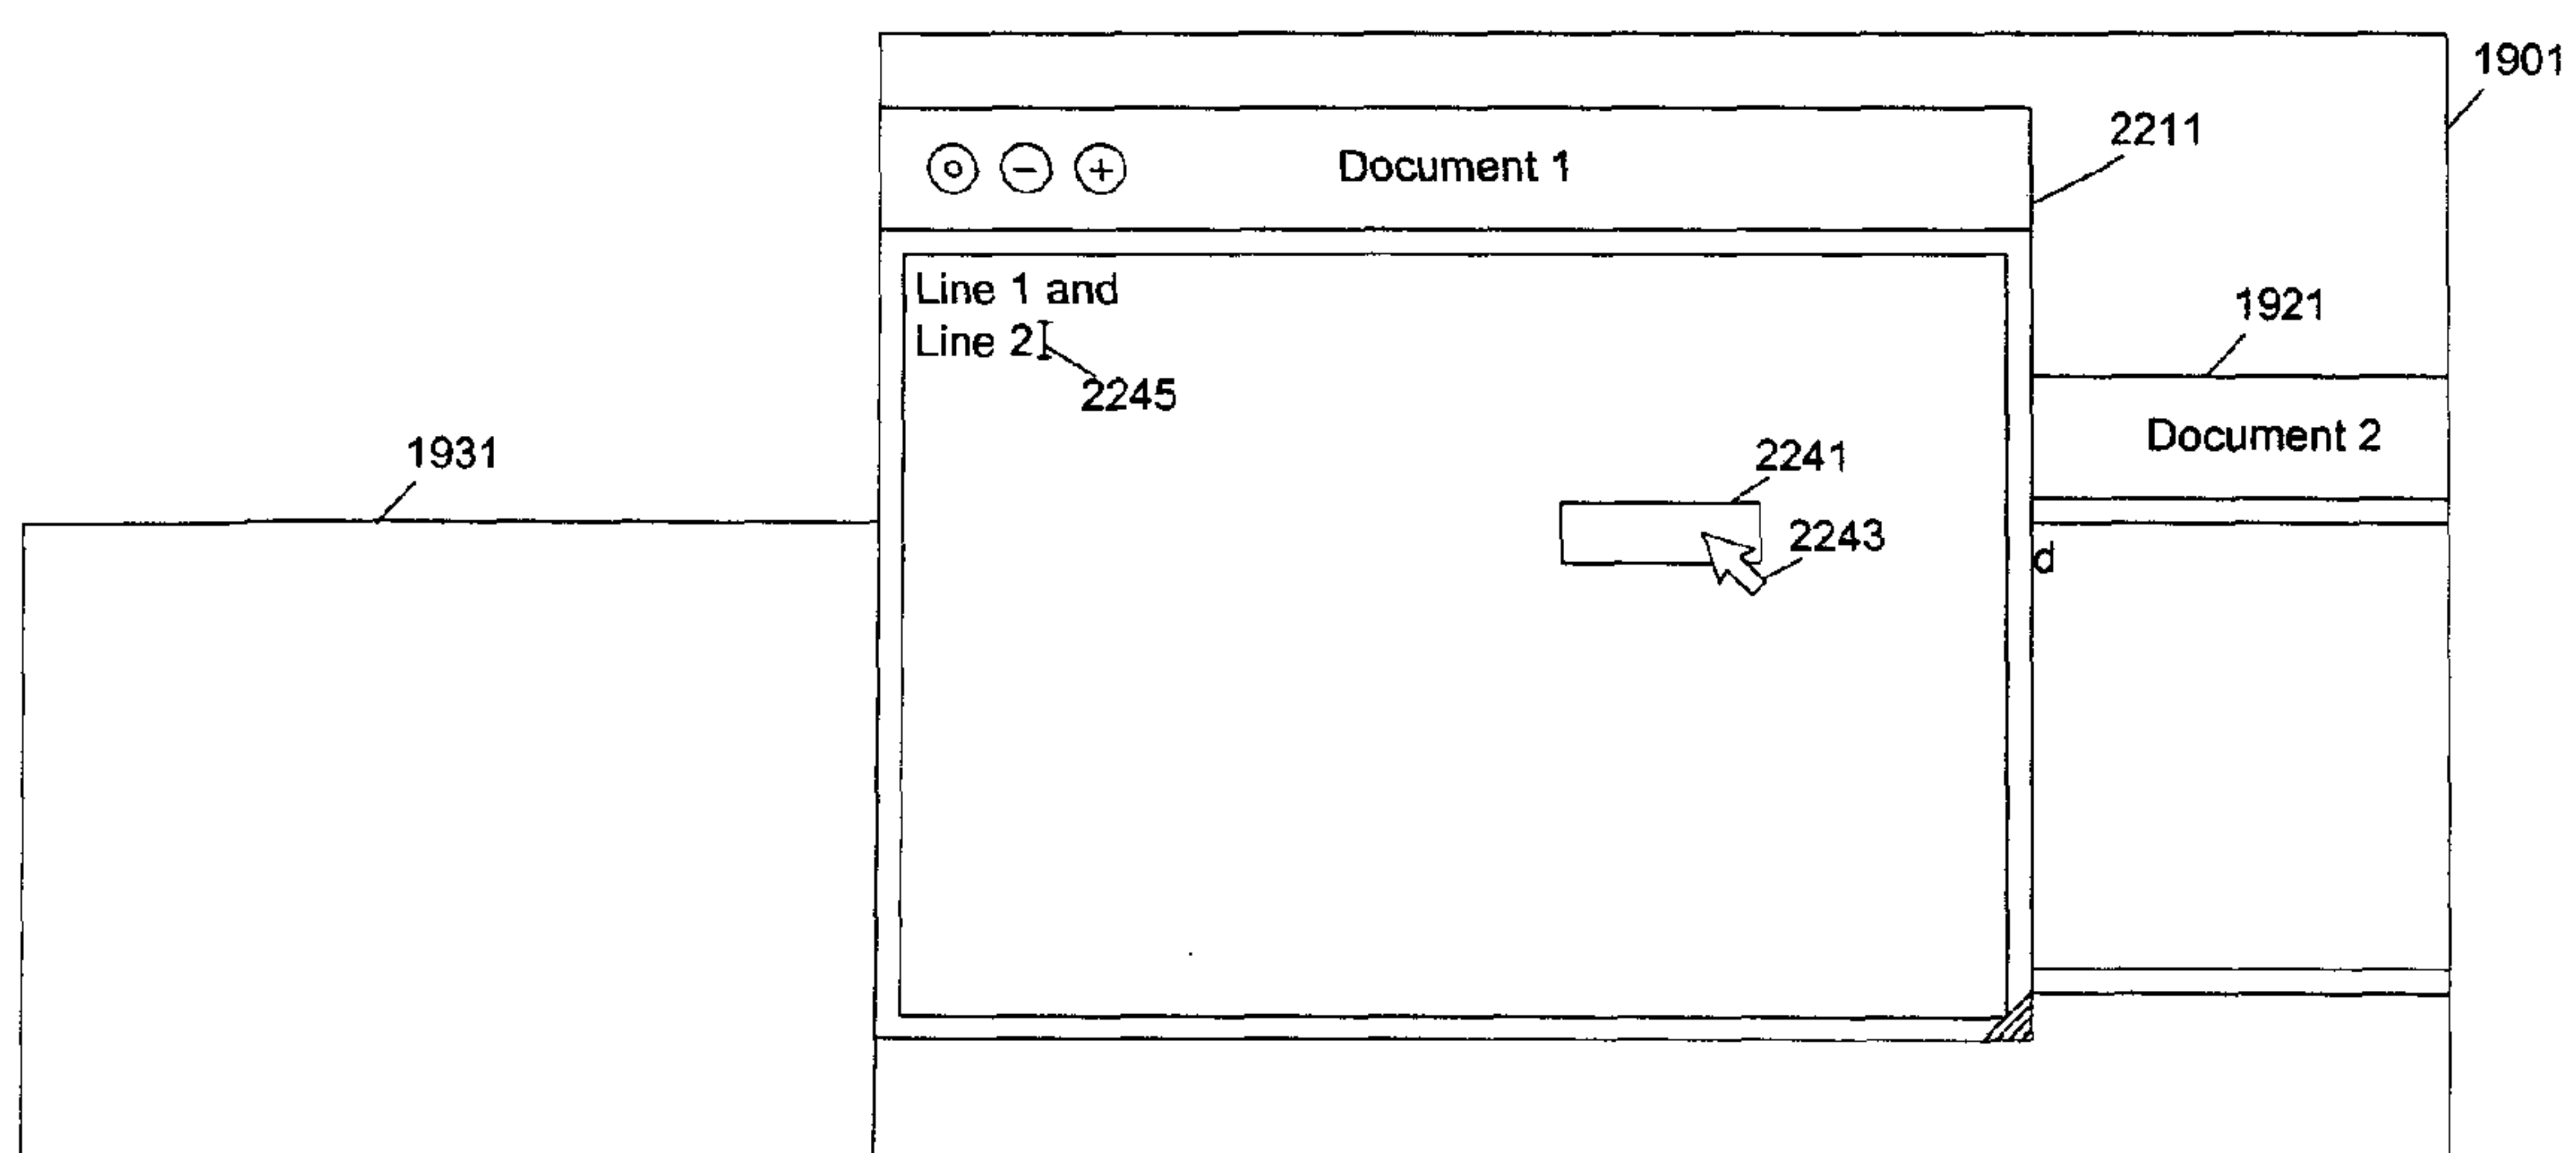 1901
2211
Document 1
Line 1 and
1921
Line 2
2245
Document 2
1931
2241
2243
d